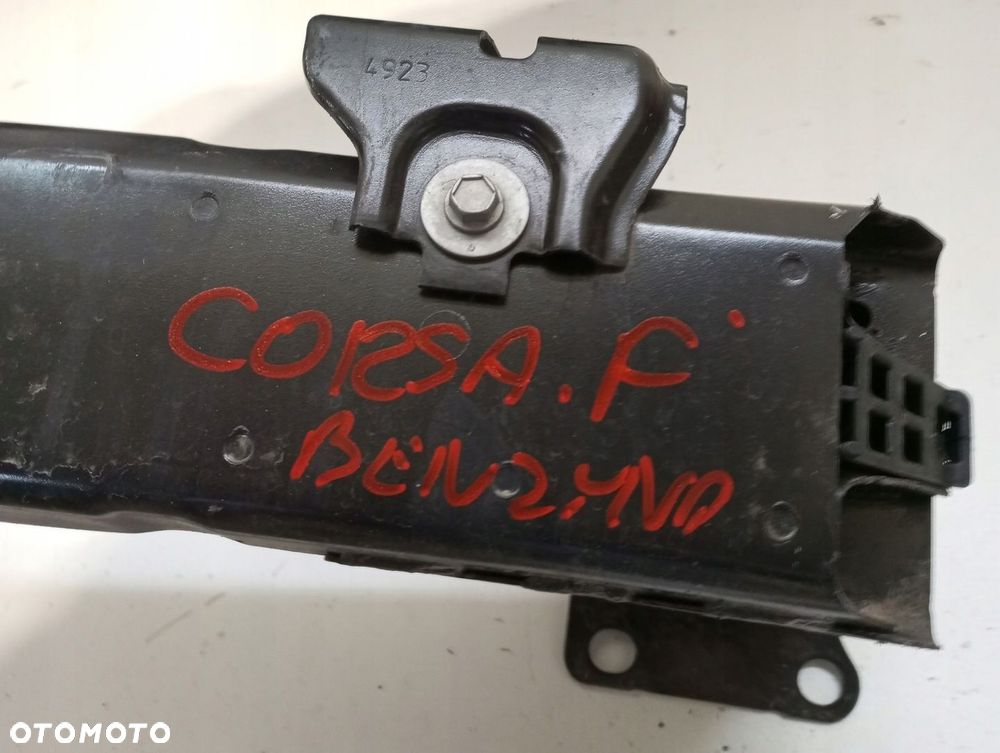 4923
CORSA. F
BENZYNA
OTOMOTO